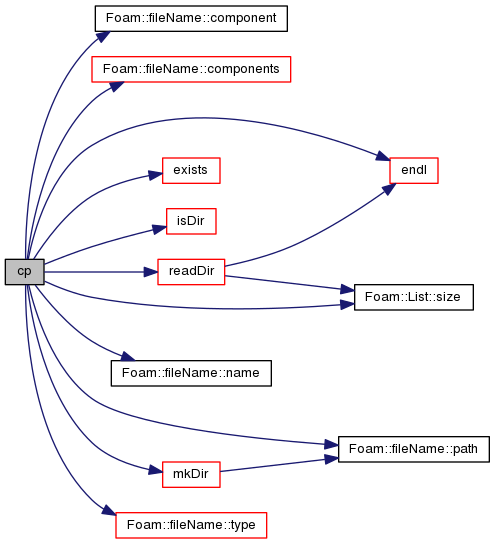 Foam::fileName::component
Foam::fileName::components
exists
endl
isDir
cp
readDir
Foam::List::size
Foam::fileName::name
Foam::fileName::path
mkDir
Foam::fileName::type